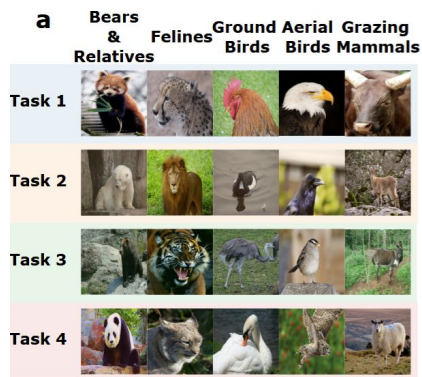 a
Bears & Relatives
Felines
Ground Birds
Aerial Birds
Grazing Mammals
Task 1
Task 2
Task 3
Task 4